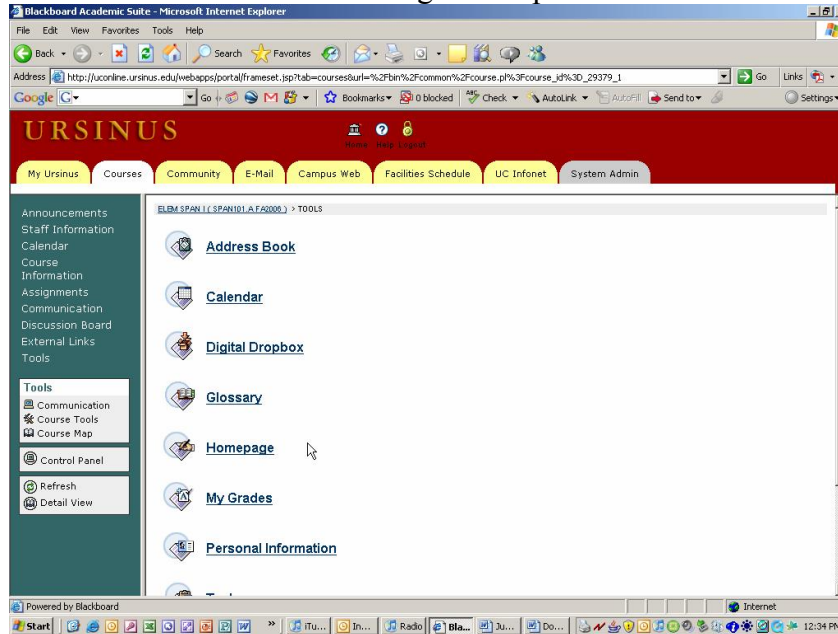 Blackboard Academic Suite - Microsoft Internet Explorer
File Edit View Favorites Tools Help
Back Search Favorites
Address http://uconline.ursinus.edu/webapps/portal/frameset.jsp?tab=courses&url=%2Fbin%2Fcommon%2Fcourse.pl%3Fcourse_id%3D_29379_1 Go Links
Google G Go Bookmarks 0 blocked Check AutoLink AutoFill Send to Settings
URSINUS
Home Help Logout
My Ursinus Courses Community E-Mail Campus Web Facilities Schedule UC Infonet System Admin
ELEM SPAN I ( SPAN101.A FA2006 ) > TOOLS
Announcements
Staff Information
Calendar
Course
Information
Assignments
Communication
Discussion Board
External Links
Tools
Tools
Communication
Course Tools
Course Map
Control Panel
Refresh
Detail View
Address Book
Calendar
Digital Dropbox
Glossary
Homepage
My Grades
Personal Information
Powered by Blackboard Internet
Start » iTu... In... Radio Bla... Ju... Do... 12:34 PM